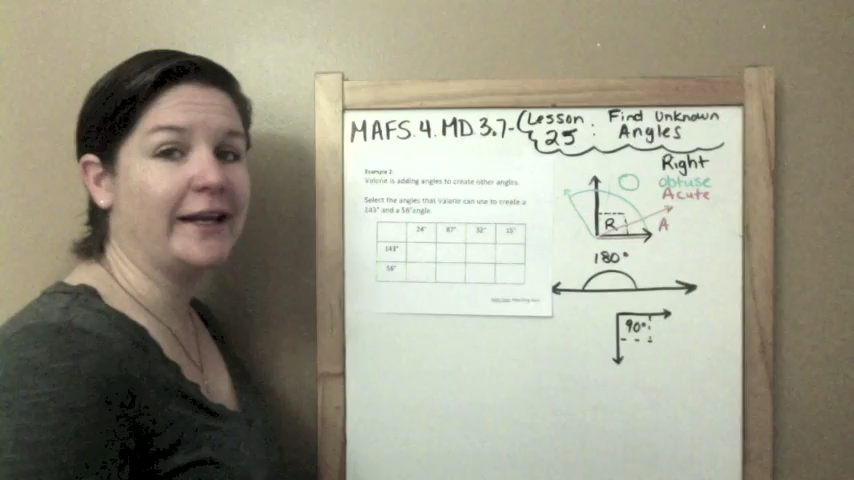 MAFS.4.MD.3.7-
Lesson 25: Find Unknown Angles
Example 2:
Valorie is adding angles to create other angles.
Select the angles that Valorie can use to create a
143° and a 56° angle.
24° 87° 32° 15°
143°
56°
Right
obtuse
Acute
R
A
180°
90°